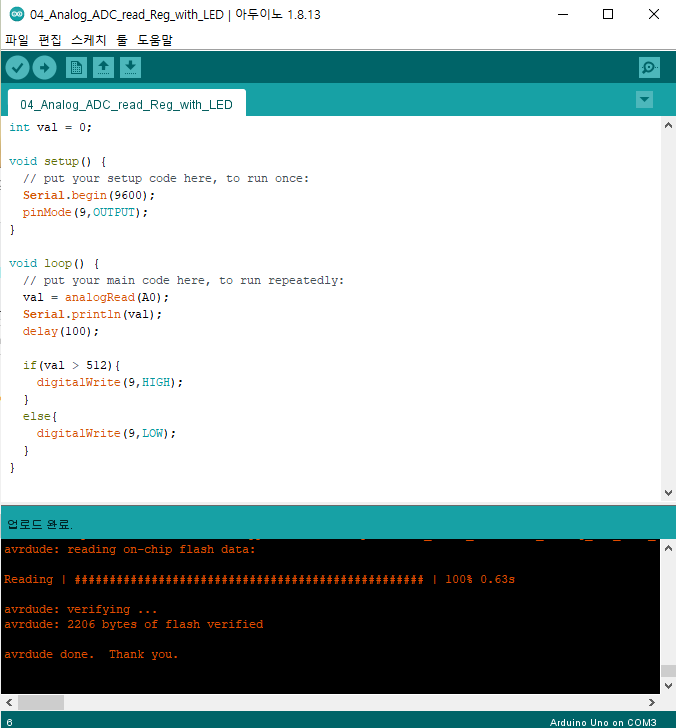 04_Analog_ADC_read_Reg_with_LED | 아두이노 1.8.13
파일 편집 스케치 툴 도움말
04_Analog_ADC_read_Reg_with_LED
int val = 0;
void setup() {
// put your setup code here, to run once:
Serial.begin(9600);
pinMode(9,OUTPUT);
}
void loop() {
// put your main code here, to run repeatedly:
val = analogRead(A0);
Serial.println(val);
delay(100);
if(val > 512){
digitalWrite(9,HIGH);
}
else{
digitalWrite(9,LOW);
}
}
업로드 완료.
avrdude: reading on-chip flash data:
Reading | ################################################## | 100% 0.63s
avrdude: verifying ...
avrdude: 2206 bytes of flash verified
avrdude done.  Thank you.
6
Arduino Uno on COM3